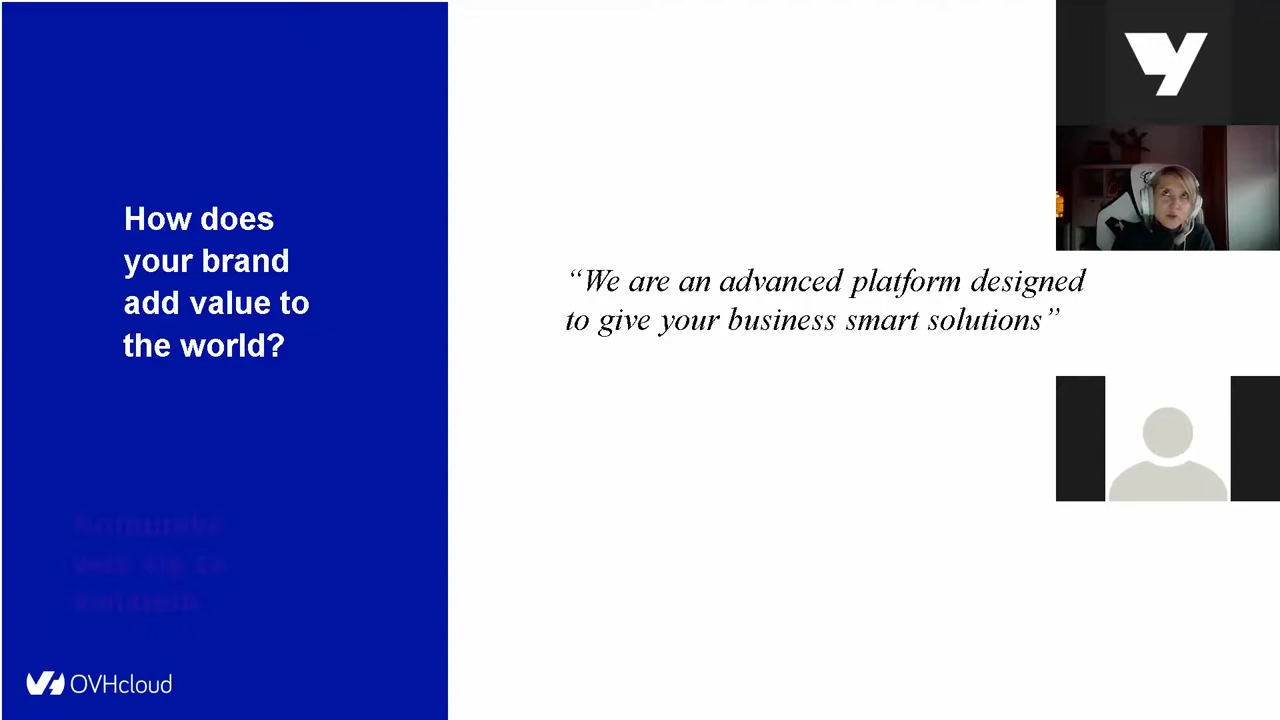 How does
your brand
add value to
the world?
“We are an advanced platform designed
to give your business smart solutions”
OVHcloud